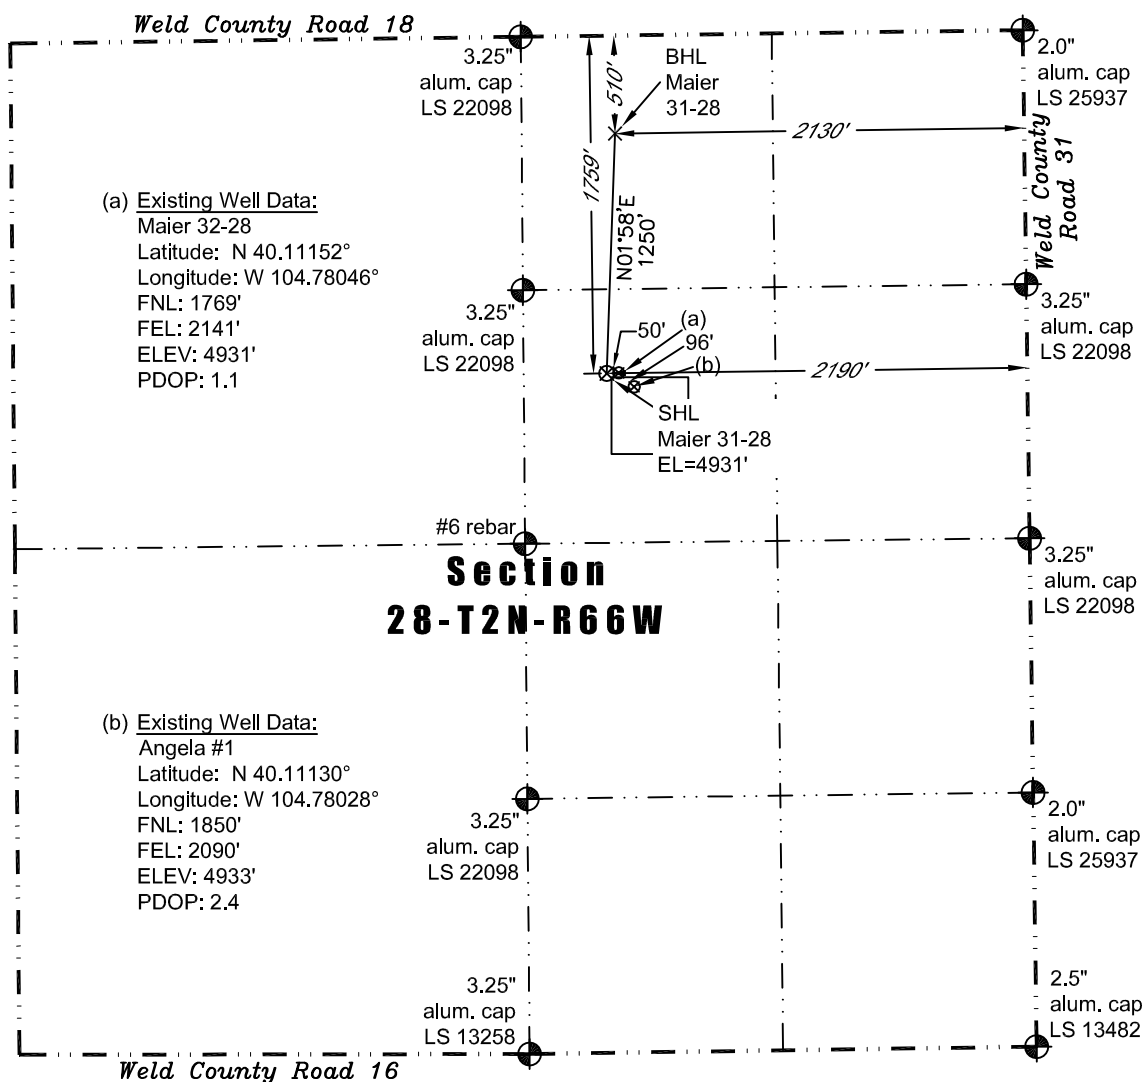 Weld County Road 18
3.25"
alum. cap
LS 22098
510'
BHL
Maier
31-28
2.0"
alum. cap
LS 25937
2130'
1759'
Weld County
Road 31
N01°58'E
1250'
(a) Existing Well Data:
Maier 32-28
Latitude: N 40.11152°
Longitude: W 104.78046°
FNL: 1769'
FEL: 2141'
ELEV: 4931'
PDOP: 1.1
3.25"
alum. cap
LS 22098
3.25"
alum. cap
LS 22098
50'
(a)
96'
(b)
2190'
SHL
Maier 31-28
EL=4931'
#6 rebar
Section
28-T2N-R66W
3.25"
alum. cap
LS 22098
(b) Existing Well Data:
Angela #1
Latitude: N 40.11130°
Longitude: W 104.78028°
FNL: 1850'
FEL: 2090'
ELEV: 4933'
PDOP: 2.4
3.25"
alum. cap
LS 22098
2.0"
alum. cap
LS 25937
3.25"
alum. cap
LS 13258
2.5"
alum. cap
LS 13482
Weld County Road 16